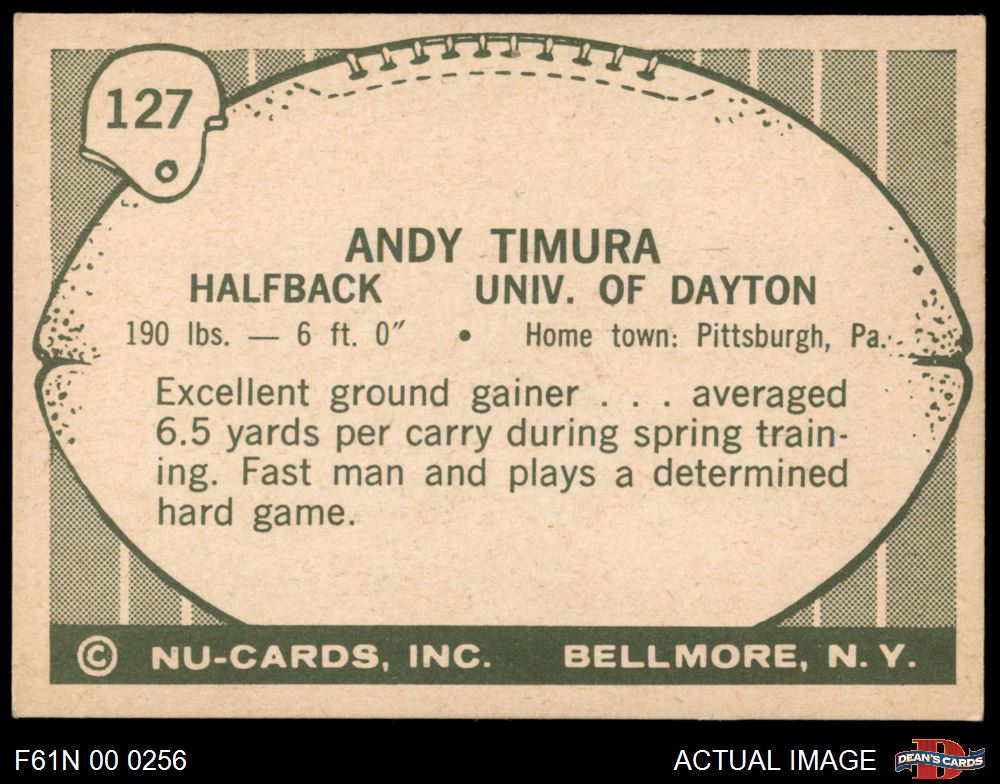 127
ANDY TIMURA
HALFBACK UNIV. OF DAYTON
190 lbs. — 6 ft. 0″ • Home town: Pittsburgh, Pa.
Excellent ground gainer . . . averaged
6.5 yards per carry during spring train-
ing. Fast man and plays a determined
hard game.
© NU-CARDS, INC. BELLMORE, N. Y.
F61N 00 0256 ACTUAL IMAGE
D
DEAN'S CARDS